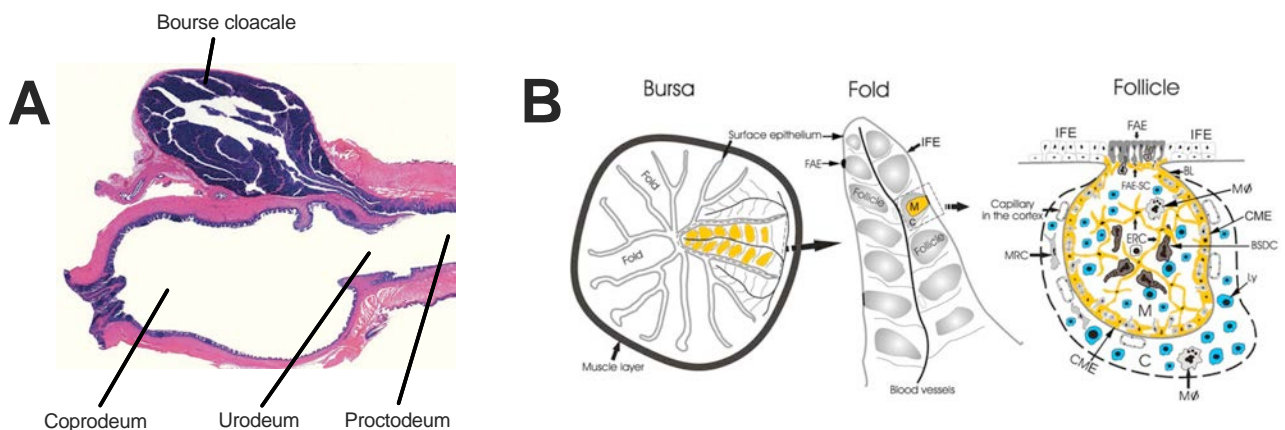 Bourse cloacale
A
Coprodeum
Urodeum
Proctodeum
B
Bursa
Fold
Follicle
Surface epithelium
FAE
IFE
Fold
Fold
Muscle layer
Follicle
M
C
Follicle
Blood vessels
IFE
FAE
IFE
BL
FAE-SC
MØ
Capillary
in the cortex
CME
ERC
BSDC
MRC
Ly
M
C
CME
MØ